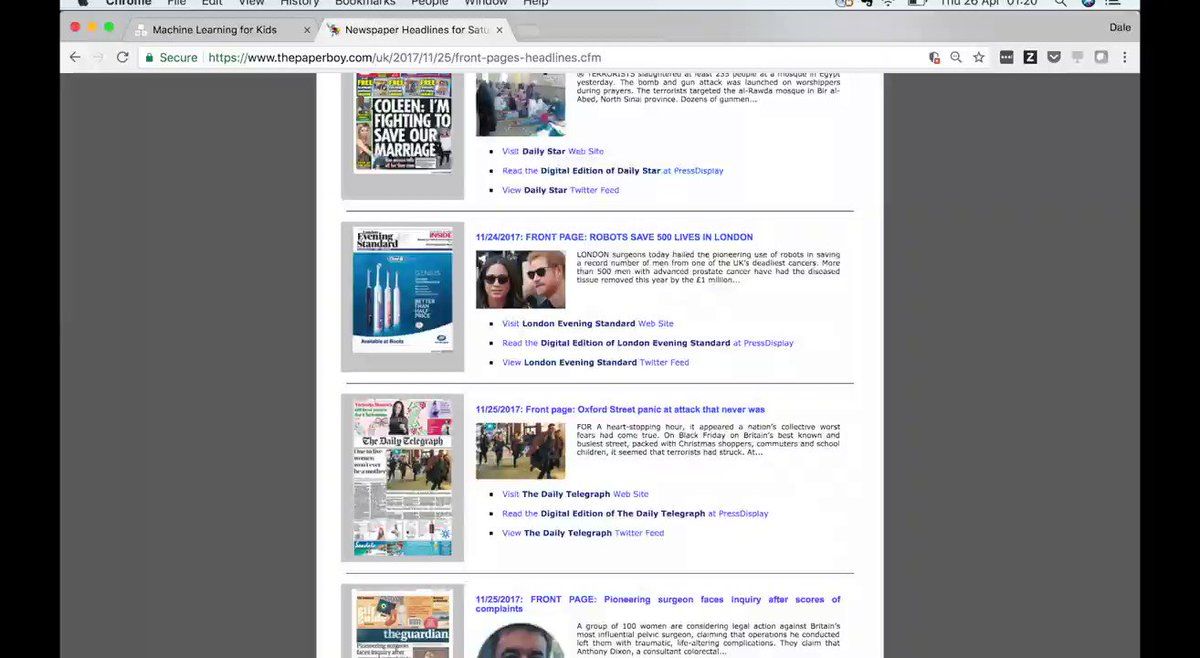 Chrome File Edit View History Bookmarks People Window Help
Thu 26 Apr 01:20
Machine Learning for Kids
Newspaper Headlines for Satu
Dale
Secure
https://www.thepaperboy.com/uk/2017/11/25/front-pages-headlines.cfm
TERRORISTS slaughtered at least 235 people at a mosque in Egypt
yesterday. The bomb and gun attack was launched on worshippers
during prayers. The terrorists targeted the al-Rawda mosque in Bir al-
Abed, North Sinai province. Dozens of gunmen...
COLEEN: I'M
FIGHTING TO
SAVE OUR
MARRIAGE
Visit Daily Star Web Site
Read the Digital Edition of Daily Star at PressDisplay
View Daily Star Twitter Feed
11/24/2017: FRONT PAGE: ROBOTS SAVE 500 LIVES IN LONDON
LONDON surgeons today hailed the pioneering use of robots in saving
a record number of men from one of the UK's deadliest cancers. More
than 500 men with advanced prostate cancer have had the diseased
tissue removed this year by the £1 million...
Evening
Standard
INSIDE
Oral-B
GENIUS
BETTER
THAN
HALF
PRICE
Available at Boots
Visit London Evening Standard Web Site
Read the Digital Edition of London Evening Standard at PressDisplay
View London Evening Standard Twitter Feed
11/25/2017: Front page: Oxford Street panic at attack that never was
FOR A heart-stopping hour, it appeared a nation's collective worst
fears had come true. On Black Friday on Britain's best known and
busiest street, packed with Christmas shoppers, commuters and school
children, it seemed that terrorists had struck. At...
The Daily Telegraph
One in five
women
won't ever
be a mother
Visit The Daily Telegraph Web Site
Read the Digital Edition of The Daily Telegraph at PressDisplay
View The Daily Telegraph Twitter Feed
11/25/2017: FRONT PAGE: Pioneering surgeon faces inquiry after scores of
complaints
A group of 100 women are considering legal action against Britain's
most influential pelvic surgeon, claiming that operations he conducted
left them with traumatic, life-altering complications. They claim that
Anthony Dixon, a consultant colorectal...
theguardian
Pioneering surgeon
faces inquiry after